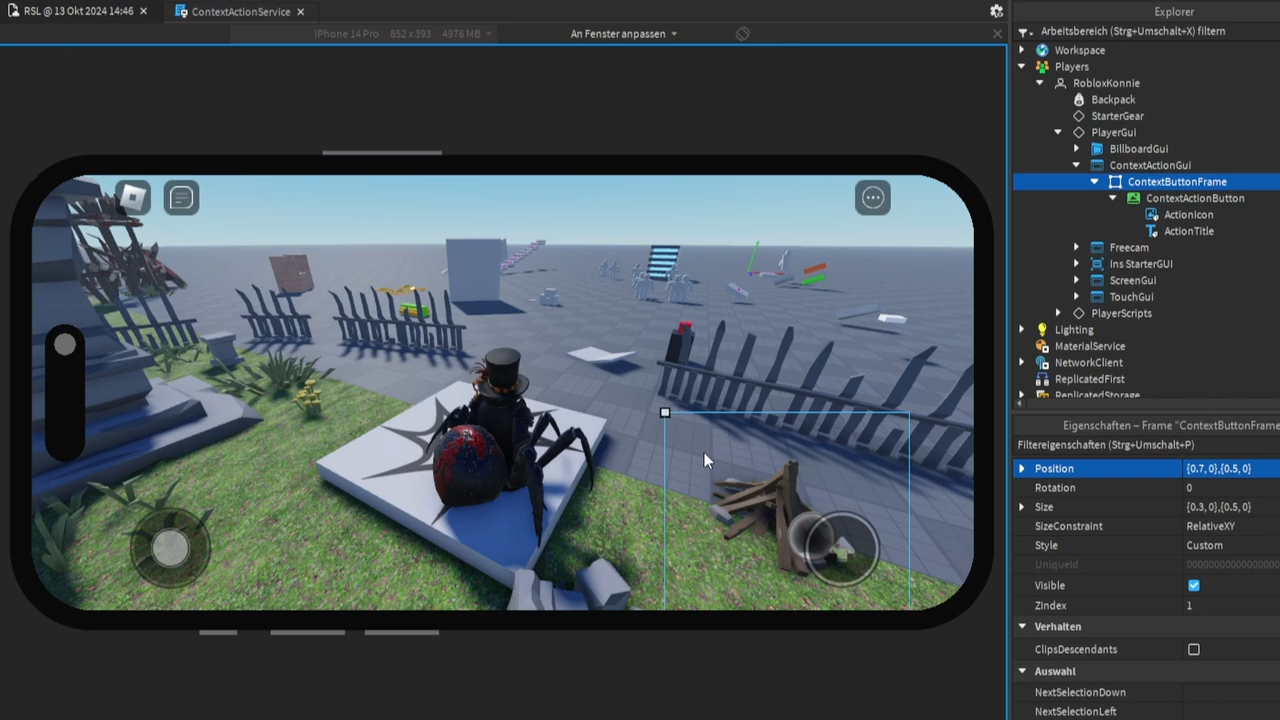 RSL @ 13 Okt 2024 14:46
ContextActionService
iPhone 14 Pro 852 x 393 4976 MB
An Fenster anpassen
Explorer
Arbeitsbereich (Strg+Umschalt+X) filtern
Workspace
Players
RobloxKonnie
Backpack
StarterGear
PlayerGui
BillboardGui
ContextActionGui
ContextButtonFrame
ContextActionButton
ActionIcon
ActionTitle
Freecam
Ins StarterGUI
ScreenGui
TouchGui
PlayerScripts
Lighting
MaterialService
NetworkClient
ReplicatedFirst
ReplicatedStorage
Eigenschaften – Frame "ContextButtonFrame
Filtereigenschaften (Strg+Umschalt+P)
Position {0.7, 0},{0.5, 0}
Rotation 0
Size {0.3, 0},{0.5, 0}
SizeConstraint RelativeXY
Style Custom
UniqueId
Visible
ZIndex 1
Verhalten
ClipsDescendants
Auswahl
NextSelectionDown
NextSelectionLeft